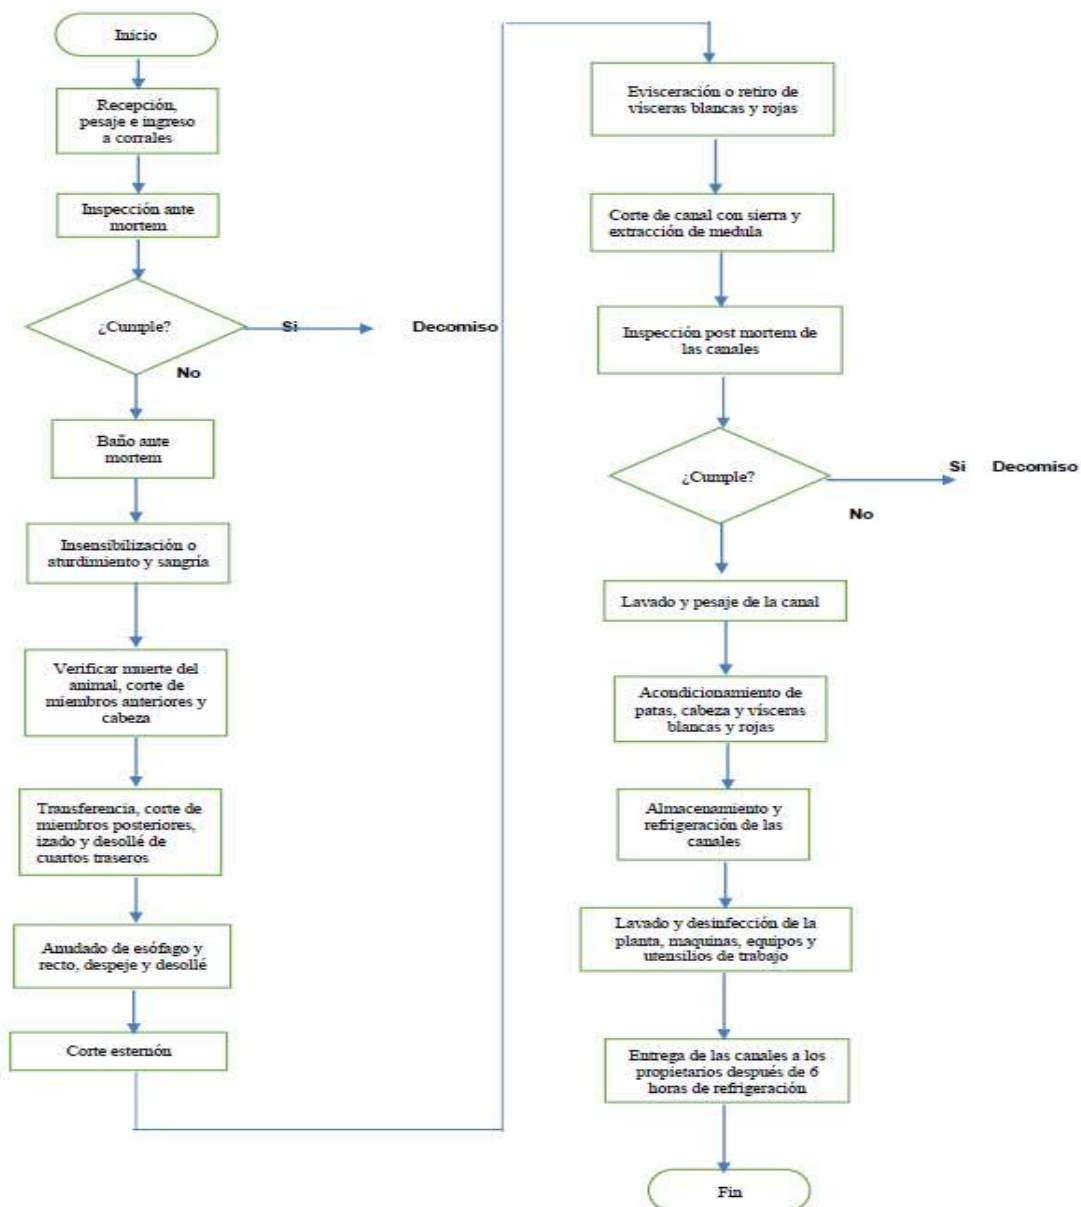 Inicio
Recepción,
pesaje e ingreso
a corrales
Inspección ante
mortem
¿Cumple?
Si
Decomiso
No
Baño ante
mortem
Insensibilización o
aturdimiento y sangría
Verificar muerte del
animal, corte de
miembros anteriores y
cabeza
Transferencia, corte de
miembros posteriores,
izado y desollé de
cuartos traseros
Anudado de esófago y
recto, despeje y desollé
Corte esternón
Evisceración o retiro de
vísceras blancas y rojas
Corte de canal con sierra y
extracción de medula
Inspección post mortem de
las canales
¿Cumple?
Si
Decomiso
No
Lavado y pesaje de la canal
Acondicionamiento de
patas, cabeza y vísceras
blancas y rojas
Almacenamiento y
refrigeración de las
canales
Lavado y desinfección de la
planta, maquinas, equipos y
utensilios de trabajo
Entrega de las canales a los
propietarios después de 6
horas de refrigeración
Fin